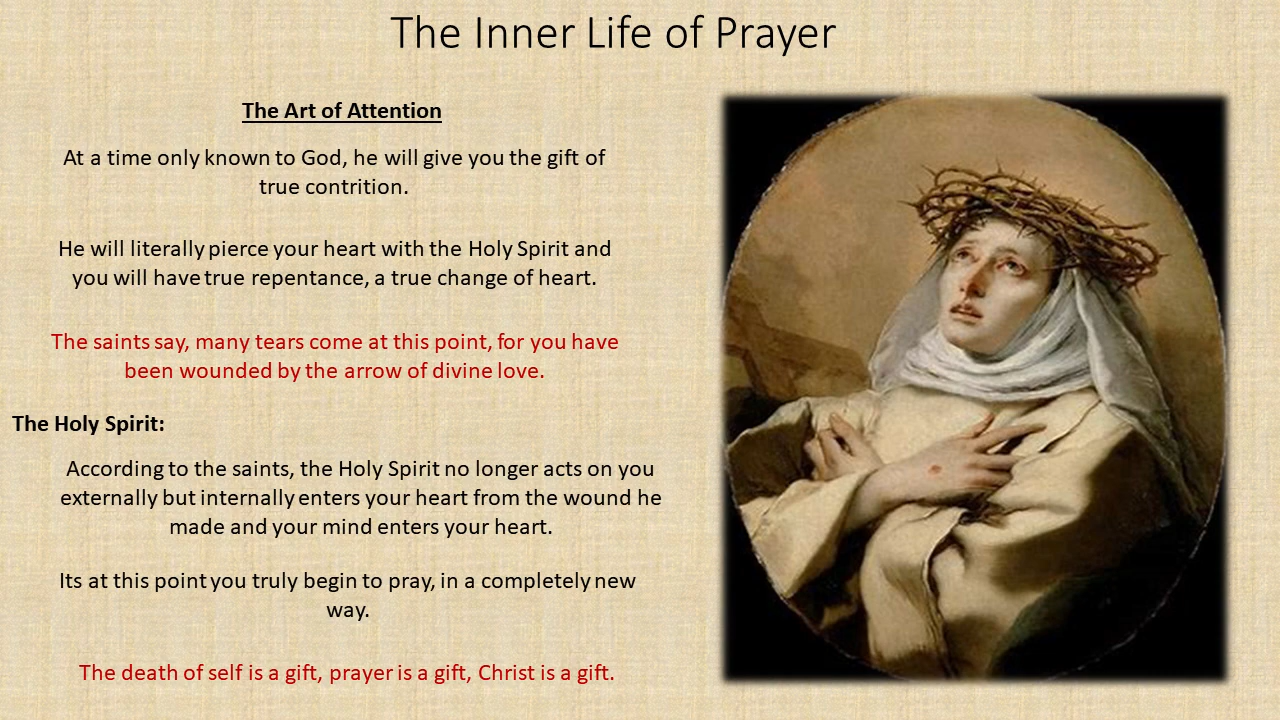 The Inner Life of Prayer
The Art of Attention
At a time only known to God, he will give you the gift of
true contrition.
He will literally pierce your heart with the Holy Spirit and
you will have true repentance, a true change of heart.
The saints say, many tears come at this point, for you have
been wounded by the arrow of divine love.
The Holy Spirit:
According to the saints, the Holy Spirit no longer acts on you
externally but internally enters your heart from the wound he
made and your mind enters your heart.
Its at this point you truly begin to pray, in a completely new
way.
The death of self is a gift, prayer is a gift, Christ is a gift.